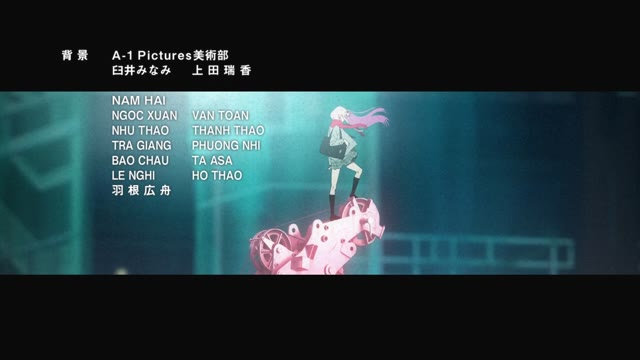 背景 A-1 Pictures美術部
臼井みなみ 上田瑞香
NAM HAI
NGOC XUAN VAN TOAN
NHU THAO THANH THAO
TRA GIANG PHUONG NHI
BAO CHAU TA ASA
LE NGHI HO THAO
羽根広舟